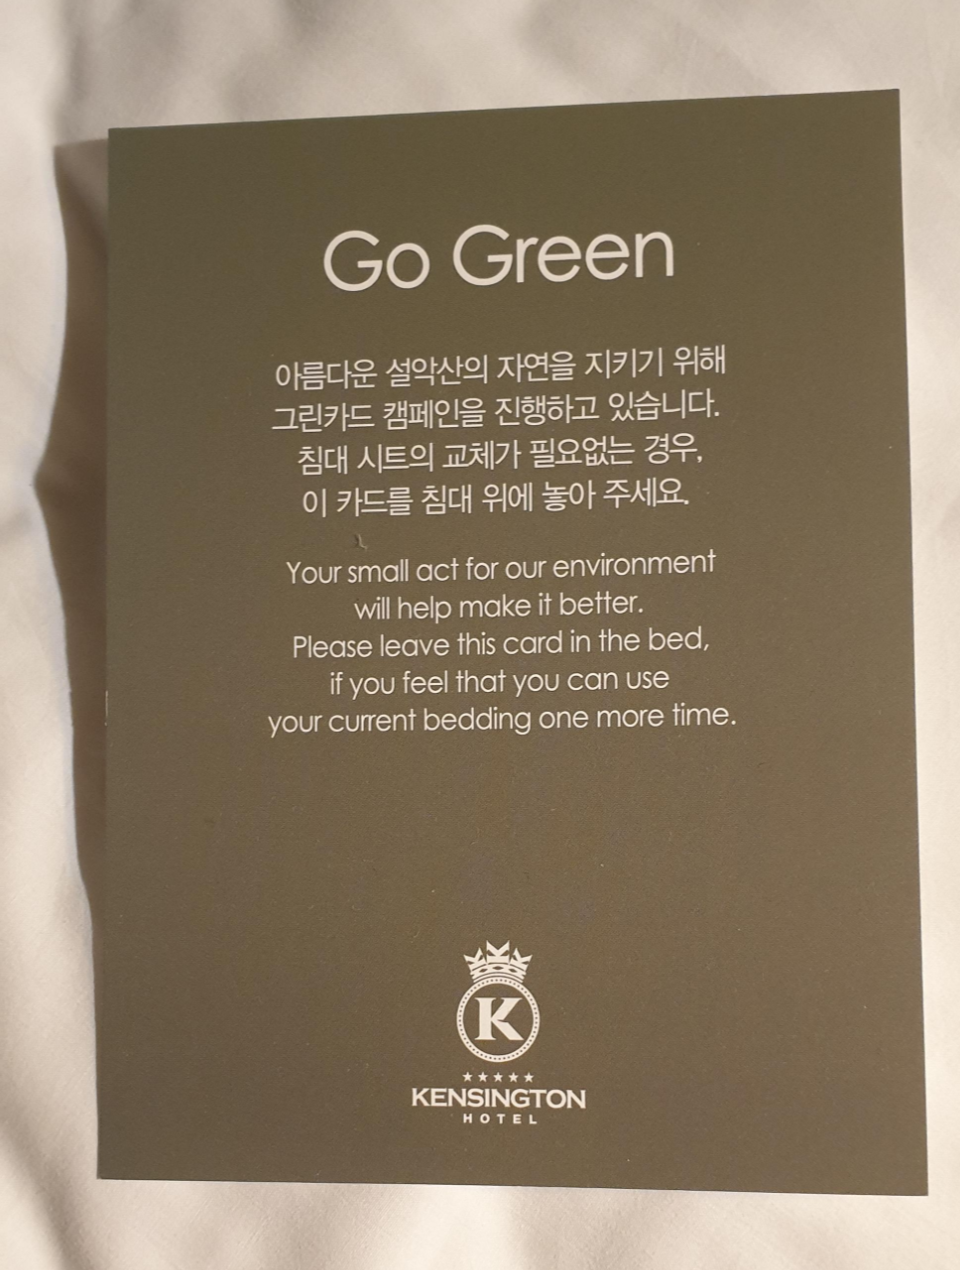 Go Green
아름다운 설악산의 자연을 지키기 위해
그린카드 캠페인을 진행하고 있습니다.
침대 시트의 교체가 필요없는 경우,
이 카드를 침대 위에 놓아 주세요.
Your small act for our environment
will help make it better.
Please leave this card in the bed,
if you feel that you can use
your current bedding one more time.
K
KENSINGTON
HOTEL